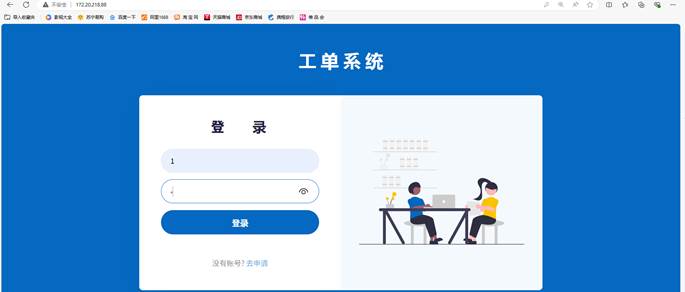 不安全 | 172.20.218.88
导入收藏夹 影视大全 苏宁易购 百度一下 阿里1688 淘宝网 天猫商城 京东商城 携程旅行 唯品会
工单系统
登 录
1
登录
没有账号? 去申请